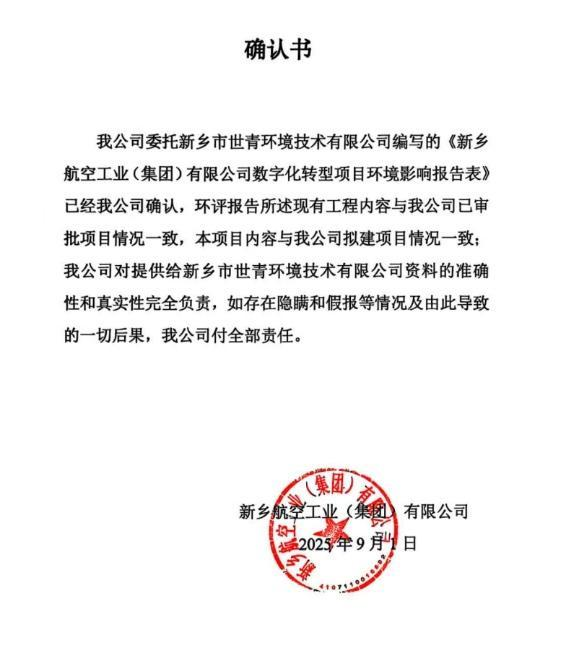 确认书
我公司委托新乡市世青环境技术有限公司编写的《新乡
航空工业（集团）有限公司数字化转型项目环境影响报告表》
已经我公司确认，环评报告所述现有工程内容与我公司已审
批项目情况一致，本项目内容与我公司拟建项目情况一致；
我公司对提供给新乡市世青环境技术有限公司资料的准确
性和真实性完全负责，如存在隐瞒和假报等情况及由此导致
的一切后果，我公司付全部责任。
新乡航空工业（集团）有限公司
2025年9月1日
新乡航空工业（集团）有限公司